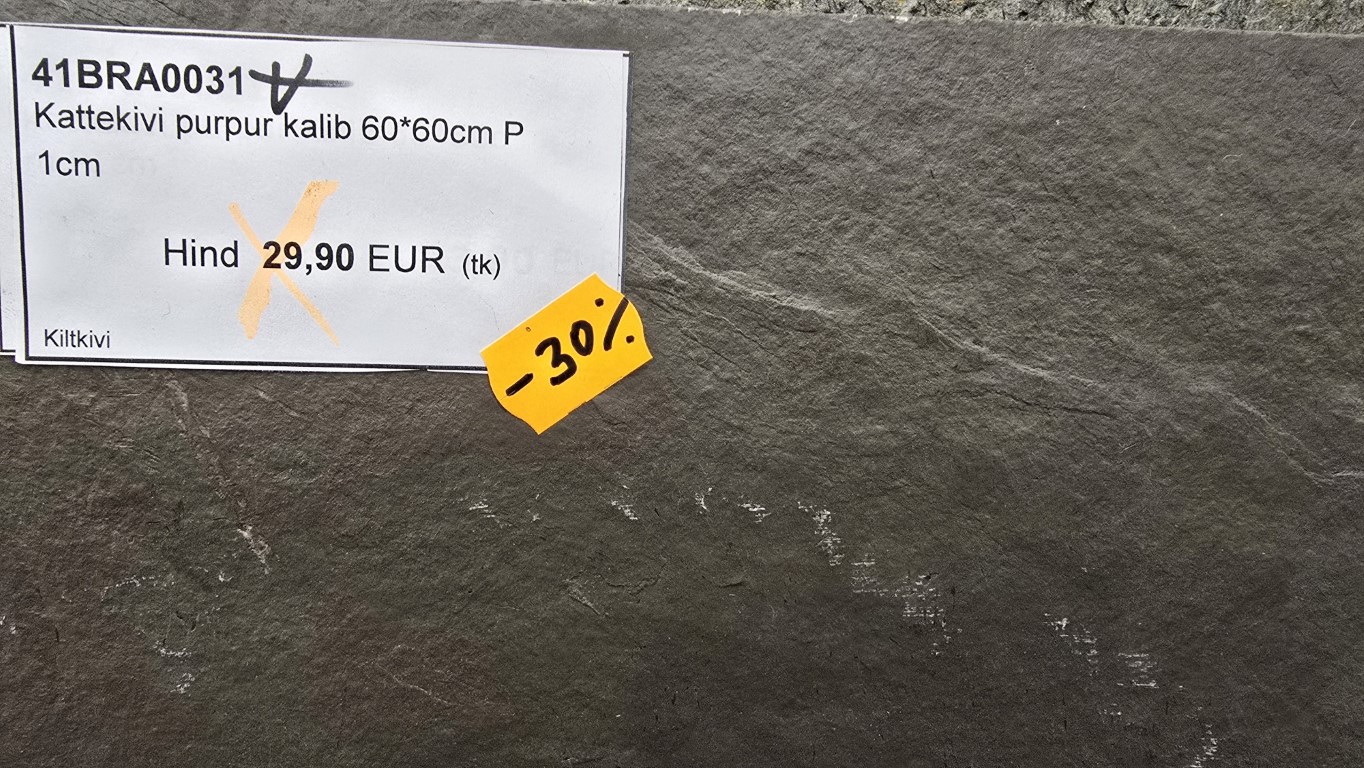 41BRA0031
Kattekivi purpur kalib 60*60cm P
1cm
Hind 29,90 EUR (tk)
Kiltkivi
-30%